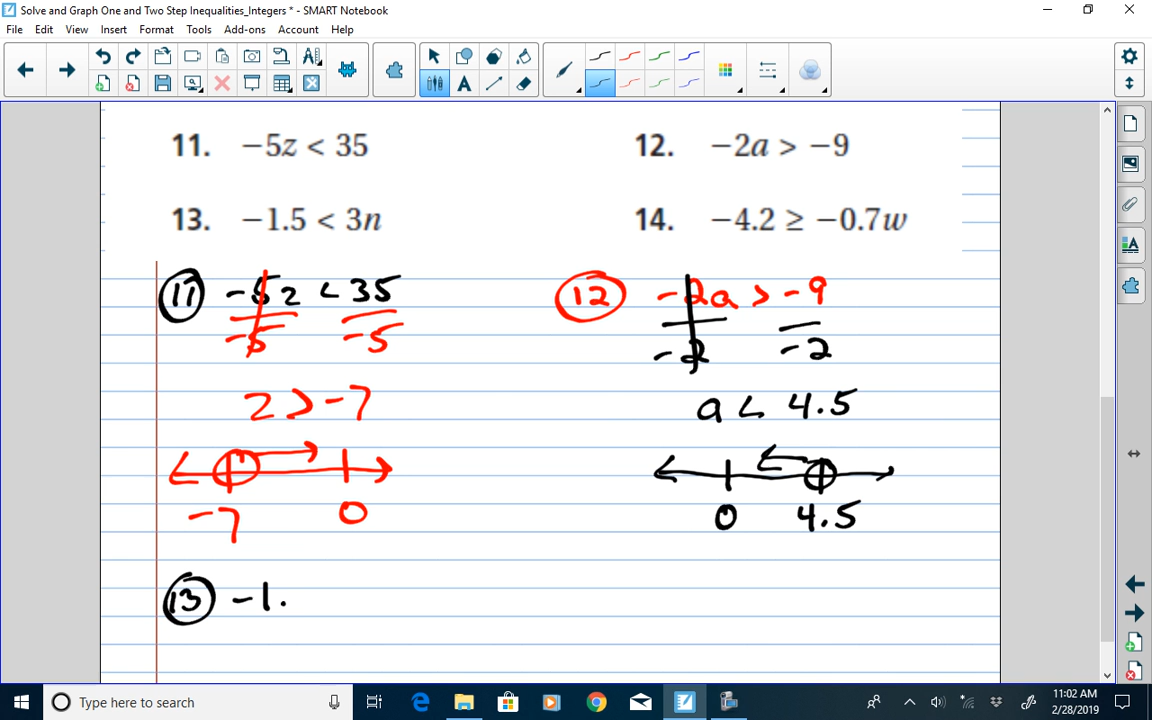 Solve and Graph One and Two Step Inequalities_Integers * - SMART Notebook
File Edit View Insert Format Tools Add-ons Account Help
11. −5z < 35
12. −2a > −9
13. −1.5 < 3n
14. −4.2 ≥ −0.7w
11 -5z < 35
-5 -5
z > -7
-7 0
12 -2a > -9
-2 -2
a < 4.5
0 4.5
13 -1.
Type here to search
11:02 AM
2/28/2019